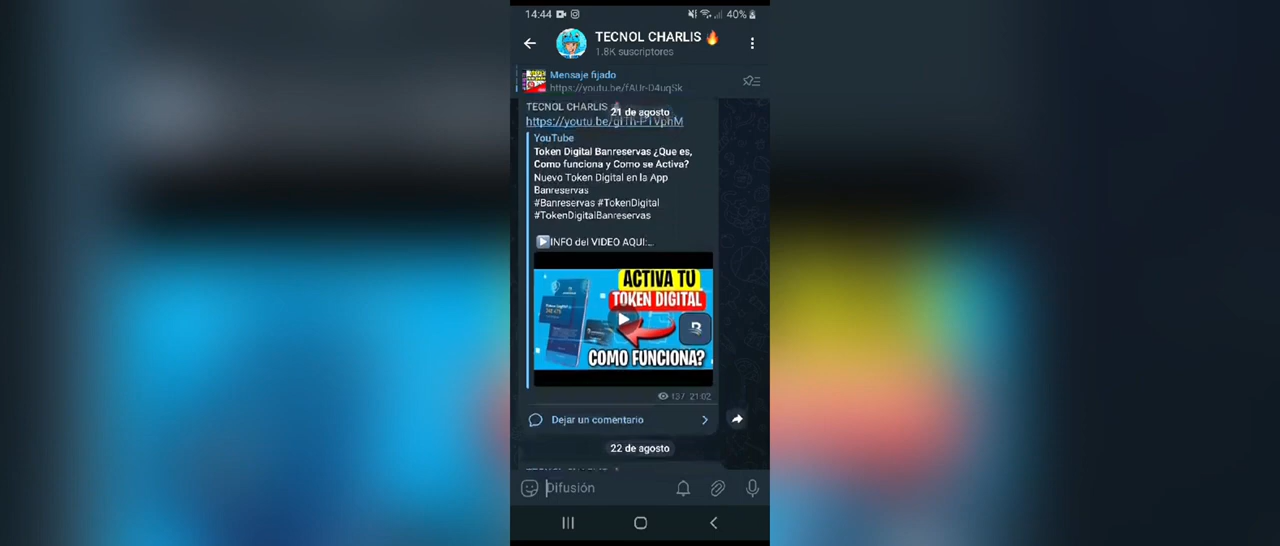 14:44
40%
TECNOL CHARLIS 🔥
1.8K suscriptores
Mensaje fijado
TECNOL CHARLIS
21 de agosto
YouTube
Token Digital Banreservas ¿Que es,
Como funciona y Como se Activa?
Nuevo Token Digital en la App
Banreservas
#Banreservas #TokenDigital
#TokenDigitalBanreservas
▶INFO del VIDEO AQUI:...
ACTIVA TU
TOKEN DIGITAL
COMO FUNCIONA?
137 21:02
Dejar un comentario
22 de agosto
Difusión